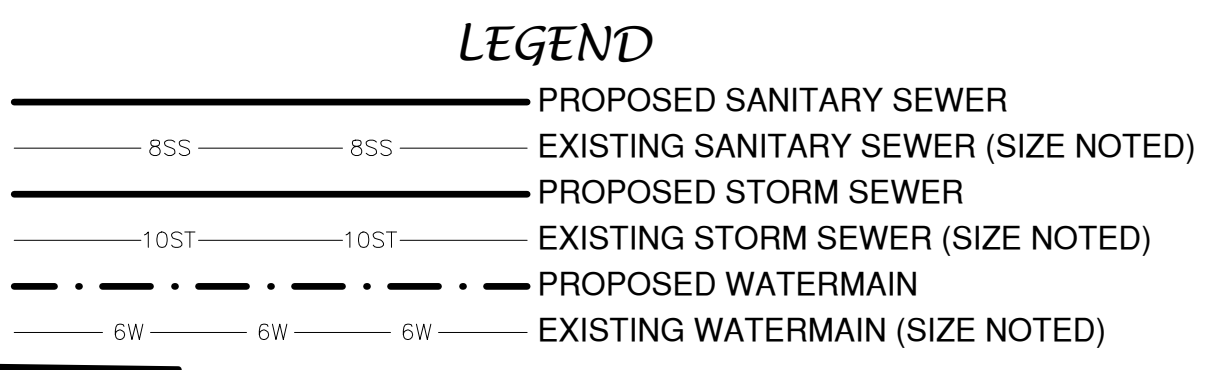 LEGEND
PROPOSED SANITARY SEWER
8SS 8SS EXISTING SANITARY SEWER (SIZE NOTED)
PROPOSED STORM SEWER
10ST 10ST EXISTING STORM SEWER (SIZE NOTED)
PROPOSED WATERMAIN
6W 6W 6W EXISTING WATERMAIN (SIZE NOTED)